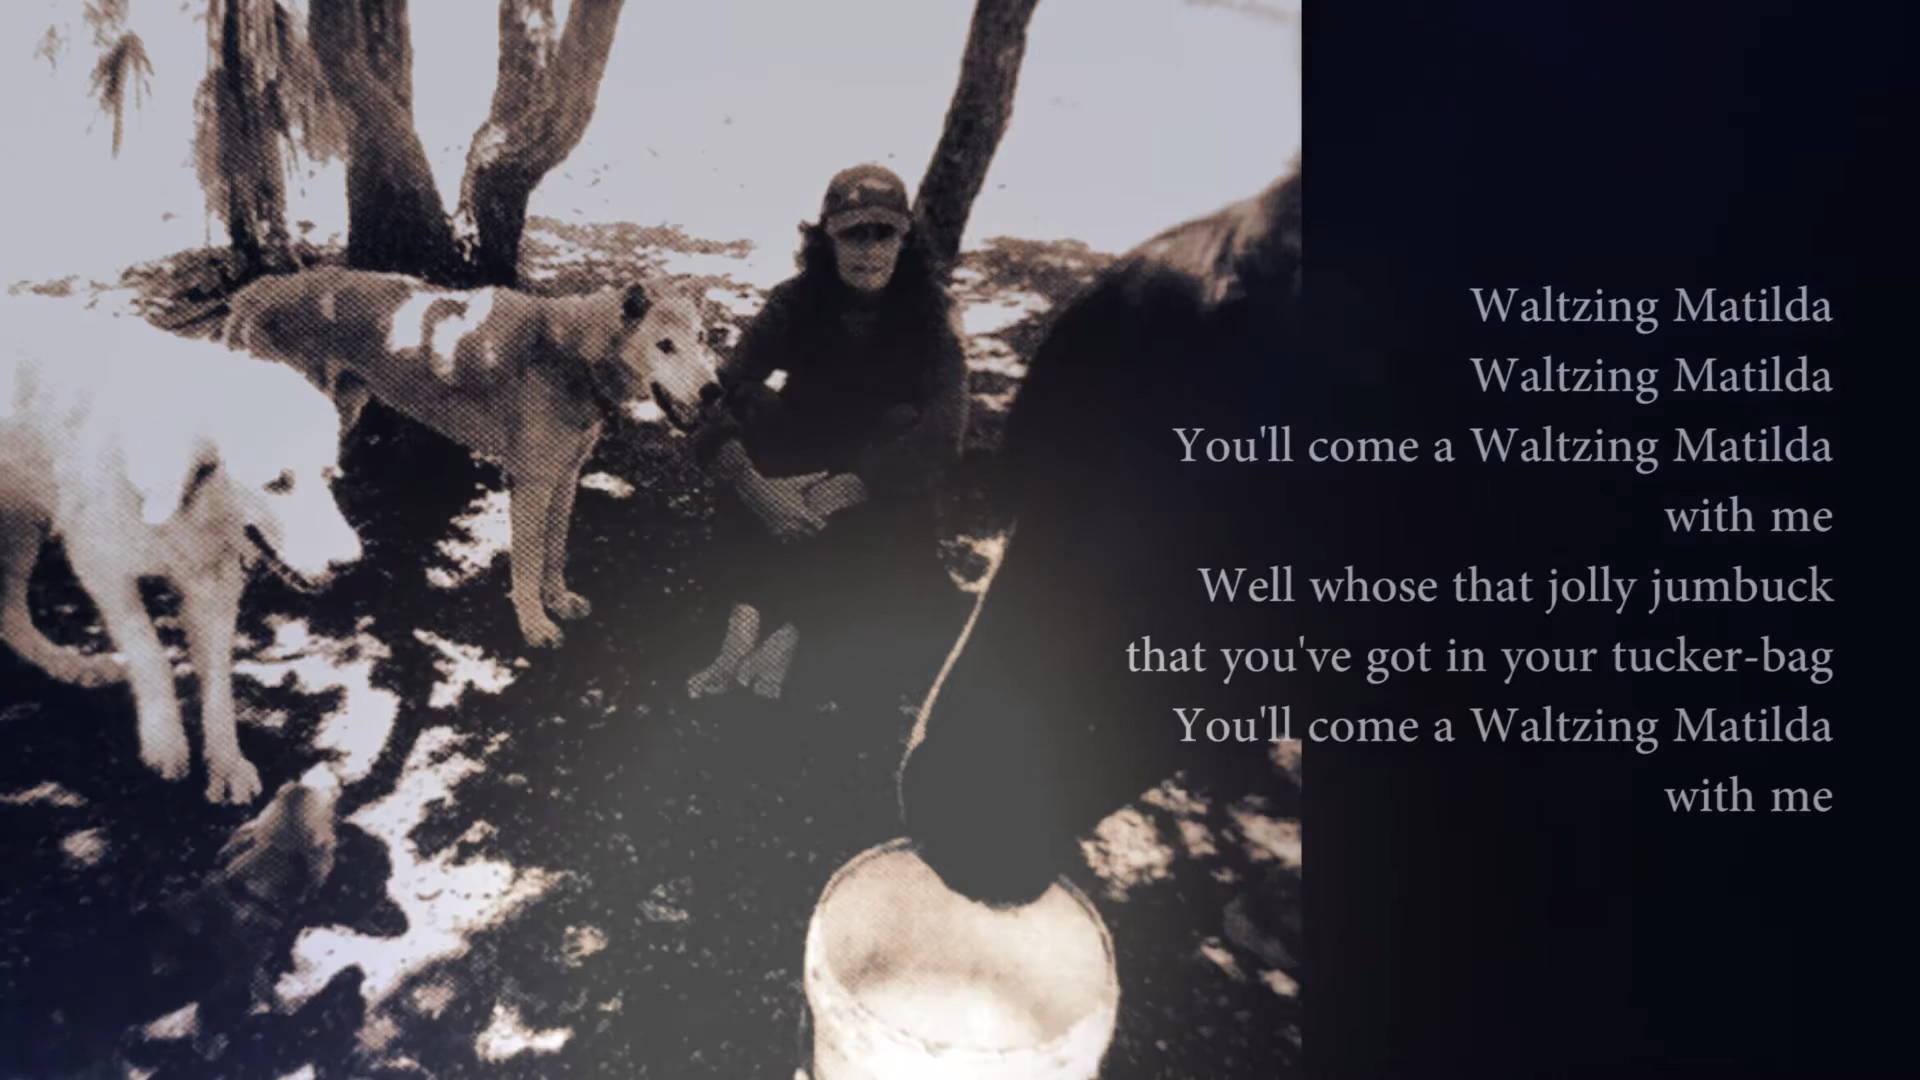 Waltzing Matilda
Waltzing Matilda
You'll come a Waltzing Matilda
with me
Well whose that jolly jumbuck
that you've got in your tucker-bag
You'll come a Waltzing Matilda
with me